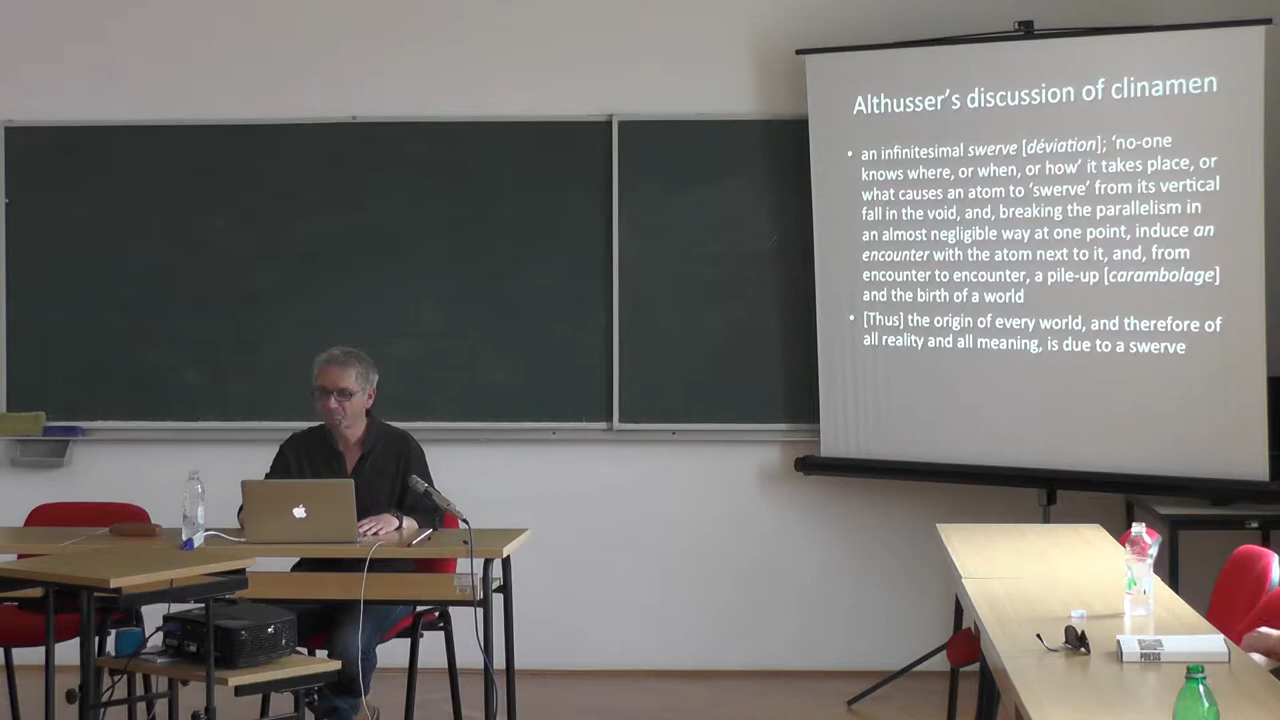 Althusser's discussion of clinamen
• an infinitesimal swerve [déviation]; 'no-one
knows where, or when, or how' it takes place, or
what causes an atom to 'swerve' from its vertical
fall in the void, and, breaking the parallelism in
an almost negligible way at one point, induce an
encounter with the atom next to it, and, from
encounter to encounter, a pile-up [carambolage]
and the birth of a world
• [Thus] the origin of every world, and therefore of
all reality and all meaning, is due to a swerve